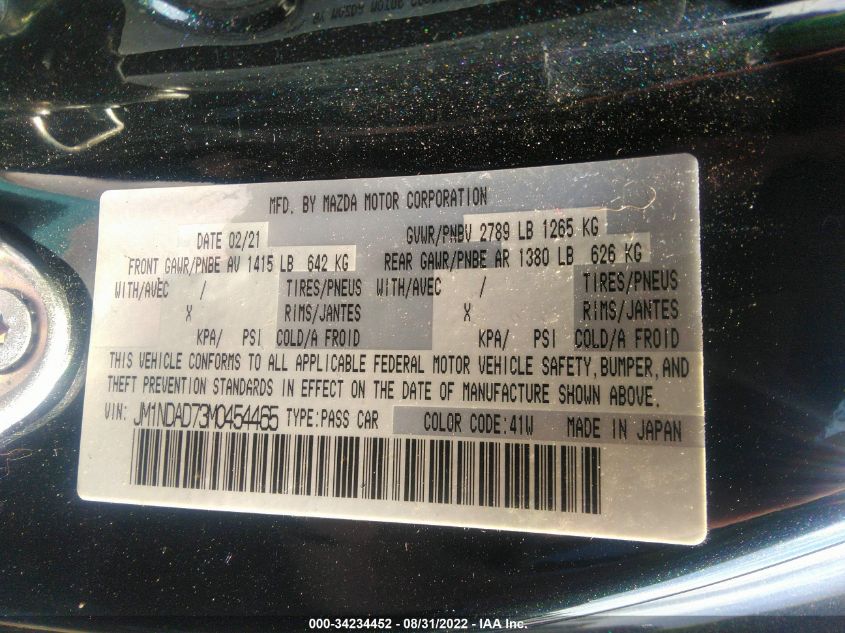 MFD. BY MAZDA MOTOR CORPORATION
DATE 02/21 GVWR/PNBV 2789 LB 1265 KG
FRONT GAWR/PNBE AV 1415 LB 642 KG REAR GAWR/PNBE AR 1380 LB 626 KG
WITH/AVEC / TIRES/PNEUS WITH/AVEC / TIRES/PNEUS
X RIMS/JANTES X RIMS/JANTES
KPA/ PSI COLD/A FROID KPA/ PSI COLD/A FROID
THIS VEHICLE CONFORMS TO ALL APPLICABLE FEDERAL MOTOR VEHICLE SAFETY, BUMPER, AND
THEFT PREVENTION STANDARDS IN EFFECT ON THE DATE OF MANUFACTURE SHOWN ABOVE.
VIN: JM1NDAD73M0454465 TYPE:PASS CAR COLOR CODE:41W MADE IN JAPAN
000-34234452 - 08/31/2022 - IAA Inc.